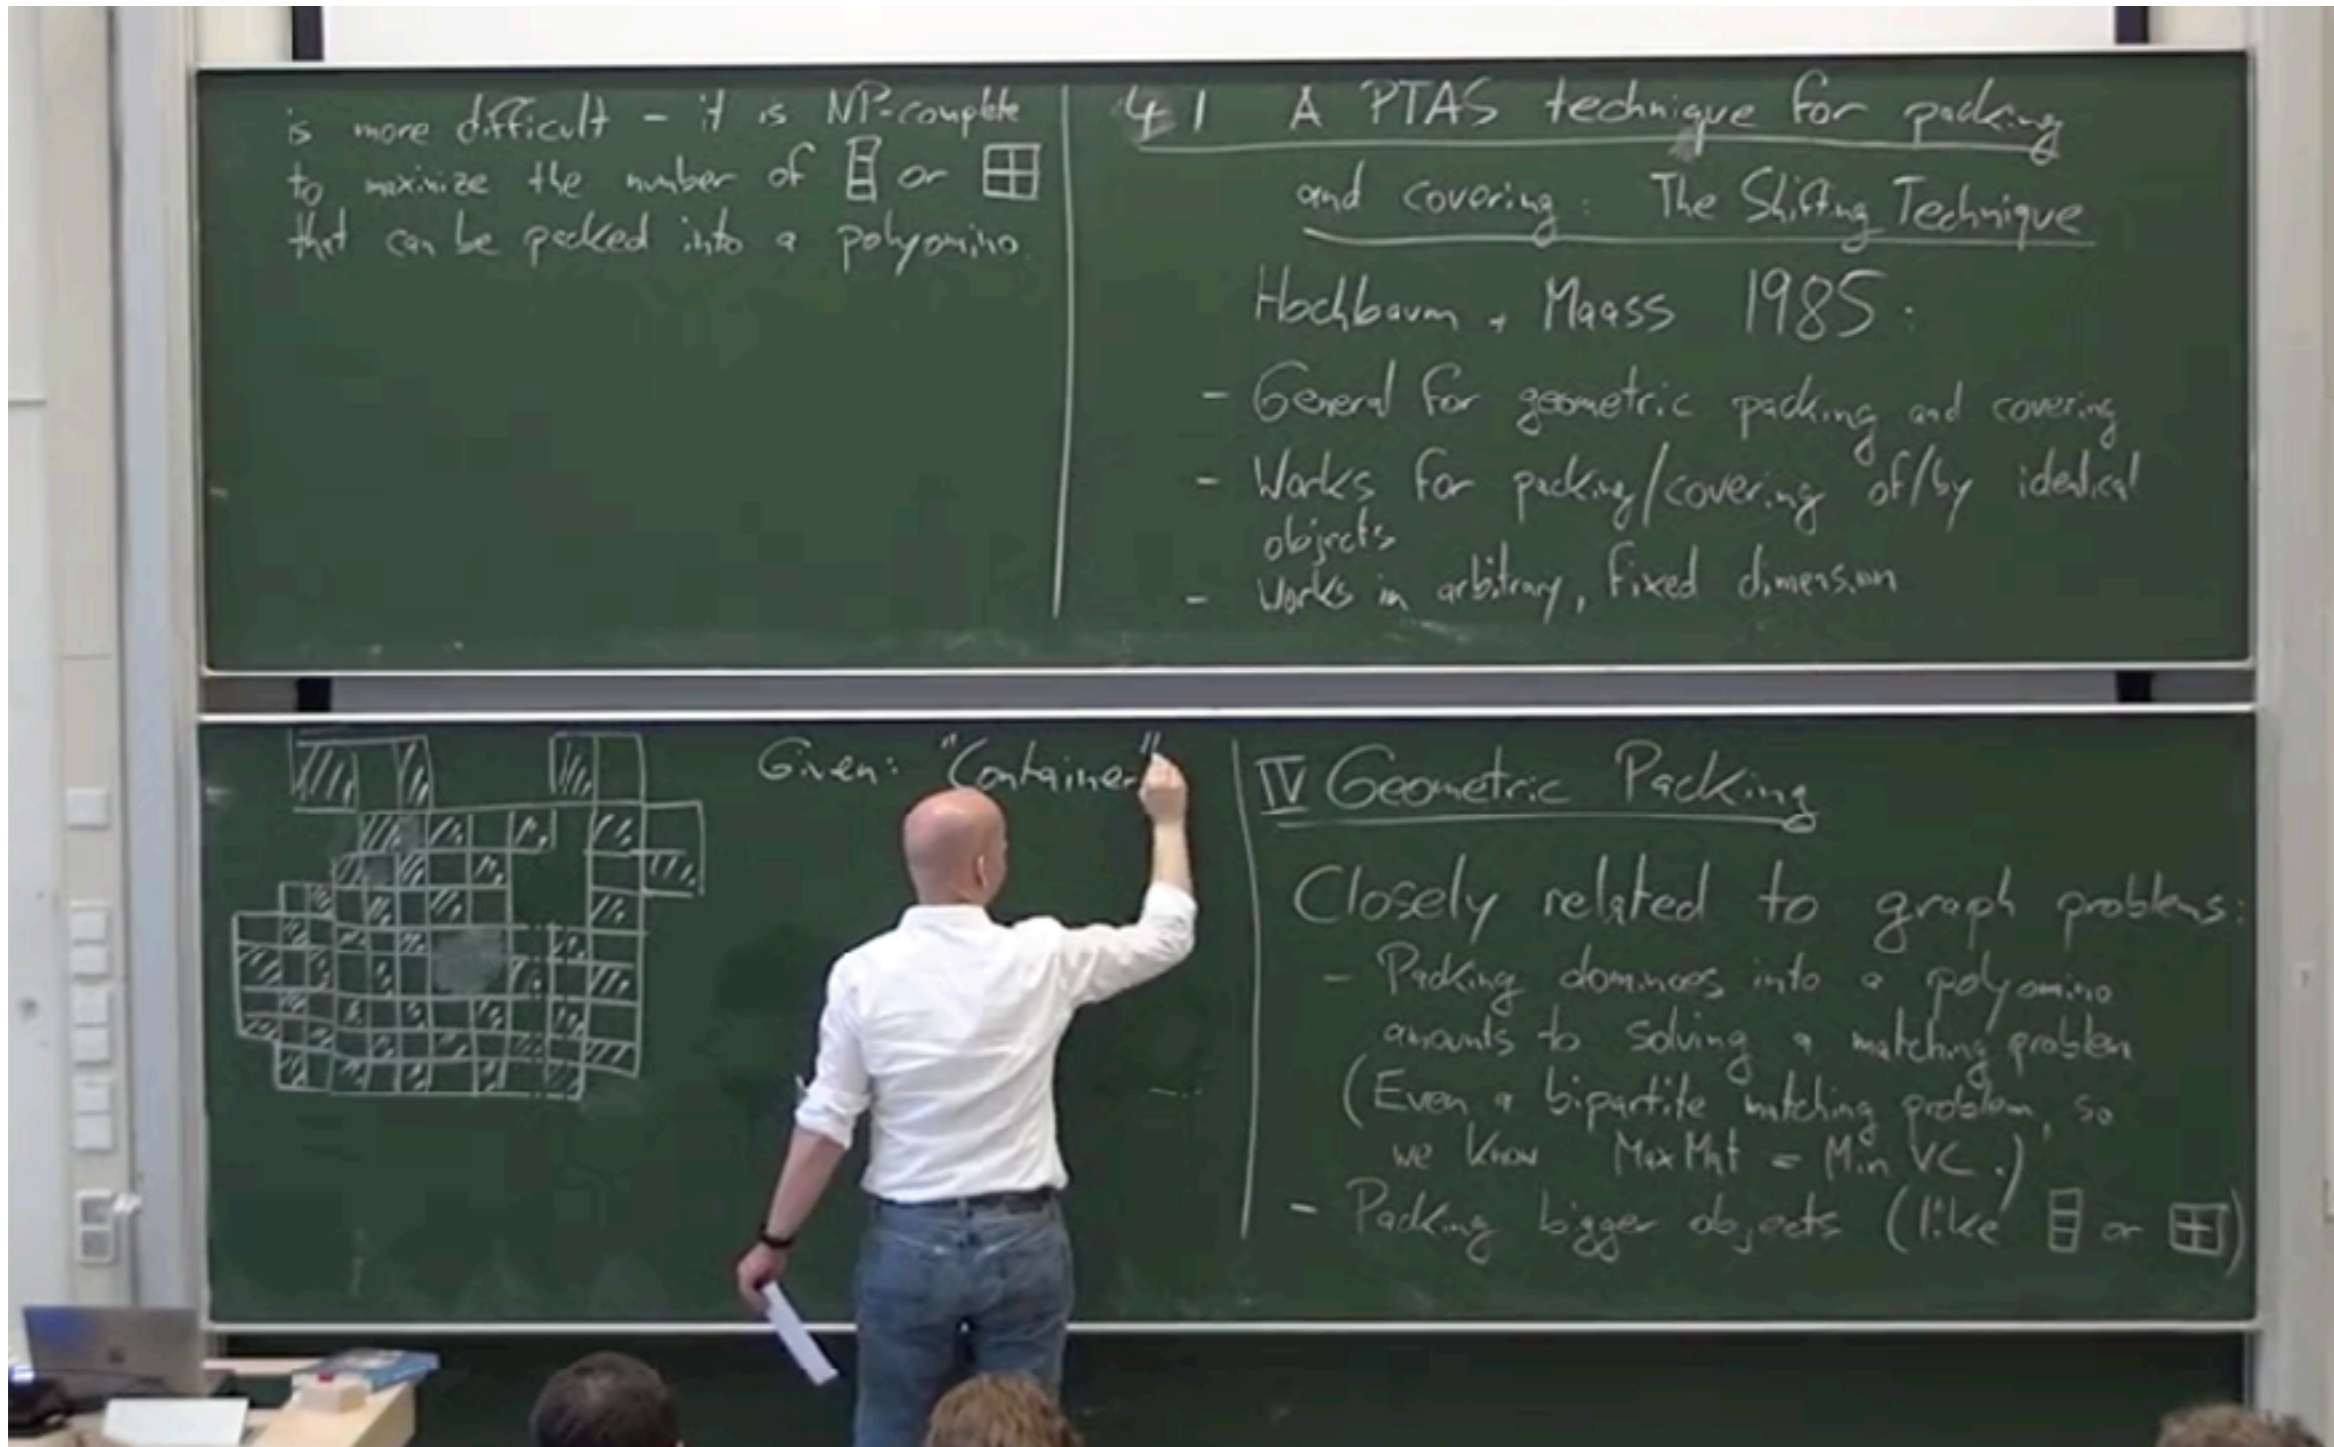 is more difficult - it is NP-complete
to maximize the number of or
that can be packed into a polyomino.
4.1 A PTAS technique for packing
and covering: The Shifting Technique
Hochbaum + Maass 1985:
- General for geometric packing and covering
- Works for packing/covering of/by identical
objects
- Works in arbitrary, fixed dimension
Given: "Container"
IV Geometric Packing
Closely related to graph problems:
- Packing dominoes into a polyomino
amounts to solving a matching problem
(Even a bipartite matching problem, so
we know Max Mat = Min VC.)
- Packing bigger objects (like or )